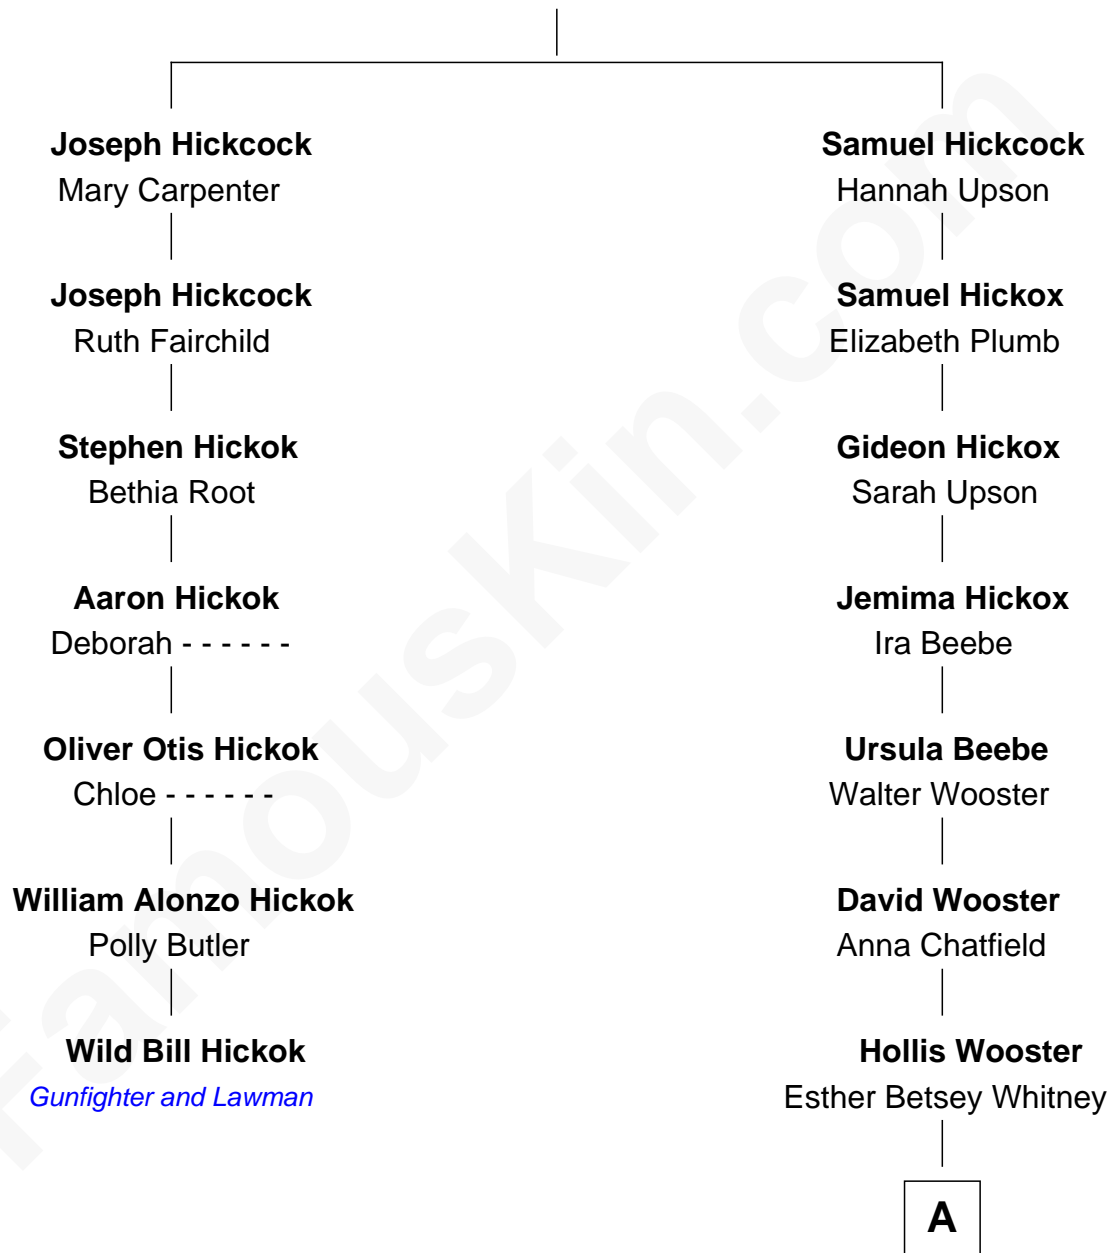 Joseph Hickcock
Mary Carpenter
Joseph Hickcock
Ruth Fairchild
Stephen Hickok
Bethia Root
Aaron Hickok
Deborah - - - - - -
Oliver Otis Hickok
Chloe - - - - - -
William Alonzo Hickok
Polly Butler
Wild Bill Hickok
Gunfighter and Lawman
Samuel Hickcock
Hannah Upson
Samuel Hickox
Elizabeth Plumb
Gideon Hickox
Sarah Upson
Jemima Hickox
Ira Beebe
Ursula Beebe
Walter Wooster
David Wooster
Anna Chatfield
Hollis Wooster
Esther Betsey Whitney
A
FamousKin.com